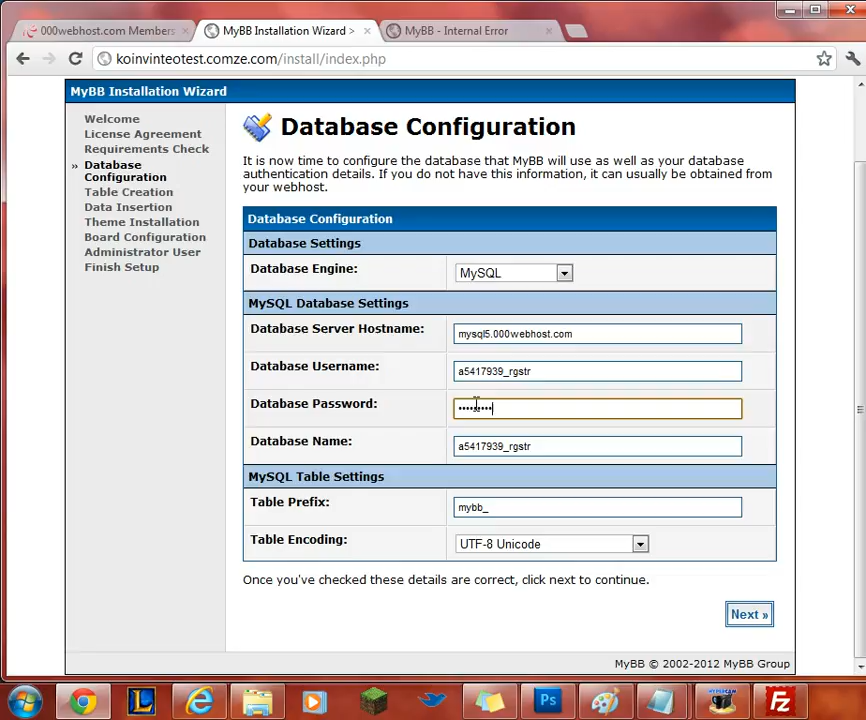 000webhost.com Members
MyBB Installation Wizard >
MyBB - Internal Error
koinvinteotest.comze.com/install/index.php
MyBB Installation Wizard
Welcome
License Agreement
Requirements Check
» Database
Configuration
Table Creation
Data Insertion
Theme Installation
Board Configuration
Administrator User
Finish Setup
Database Configuration
It is now time to configure the database that MyBB will use as well as your database
authentication details. If you do not have this information, it can usually be obtained from
your webhost.
Database Configuration
Database Settings
Database Engine: MySQL
MySQL Database Settings
Database Server Hostname: mysql5.000webhost.com
Database Username: a5417939_rgstr
Database Password: •••••••••
Database Name: a5417939_rgstr
MySQL Table Settings
Table Prefix: mybb_
Table Encoding: UTF-8 Unicode
Once you've checked these details are correct, click next to continue.
Next »
MyBB © 2002-2012 MyBB Group
L
Ps
Fz